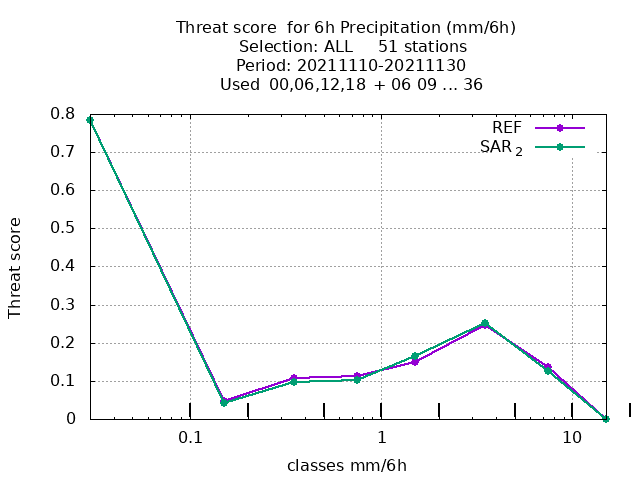 Threat score  for 6h Precipitation (mm/6h)
Selection: ALL     51 stations
Period: 20211110-20211130
Used  00,06,12,18  + 06 09 ... 36
REF
SAR 2
0.8
0.7
0.6
0.5
0.4
0.3
0.2
0.1
0
Threat score
0.1 1 10
classes mm/6h